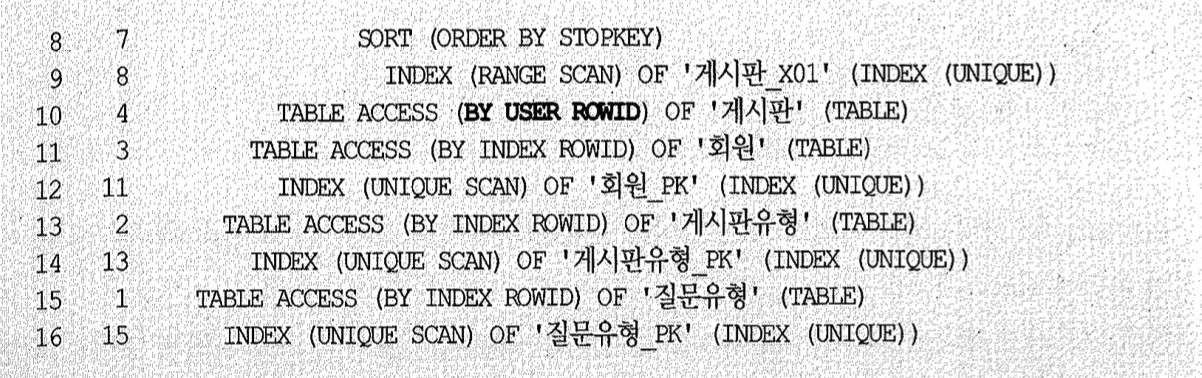 8 7 SORT (ORDER BY STOPKEY)
9 8 INDEX (RANGE SCAN) OF '게시판_X01' (INDEX (UNIQUE))
10 4 TABLE ACCESS (BY USER ROWID) OF '게시판' (TABLE)
11 3 TABLE ACCESS (BY INDEX ROWID) OF '회원' (TABLE)
12 11 INDEX (UNIQUE SCAN) OF '회원_PK' (INDEX (UNIQUE))
13 2 TABLE ACCESS (BY INDEX ROWID) OF '게시판유형' (TABLE)
14 13 INDEX (UNIQUE SCAN) OF '게시판유형_PK' (INDEX (UNIQUE))
15 1 TABLE ACCESS (BY INDEX ROWID) OF '질문유형' (TABLE)
16 15 INDEX (UNIQUE SCAN) OF '질문유형_PK' (INDEX (UNIQUE))